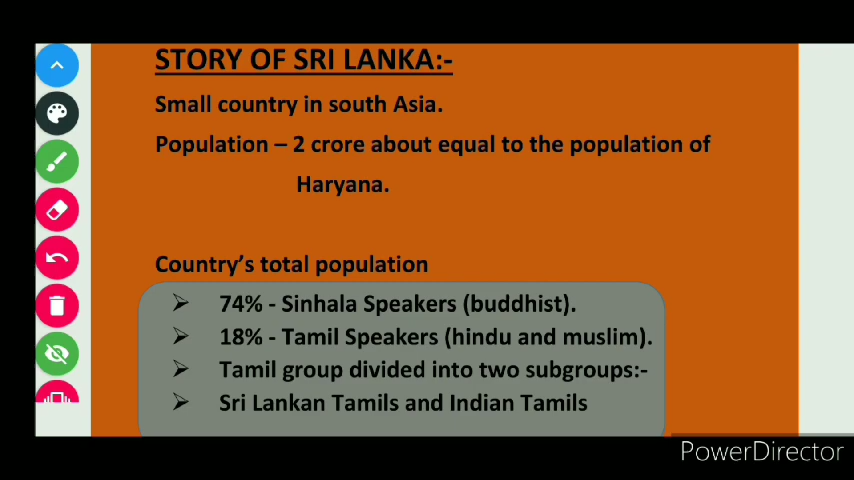 STORY OF SRI LANKA:-
Small country in south Asia.
Population – 2 crore about equal to the population of
Haryana.
Country's total population
➢ 74% - Sinhala Speakers (buddhist).
➢ 18% - Tamil Speakers (hindu and muslim).
➢ Tamil group divided into two subgroups:-
➢ Sri Lankan Tamils and Indian Tamils
PowerDirector